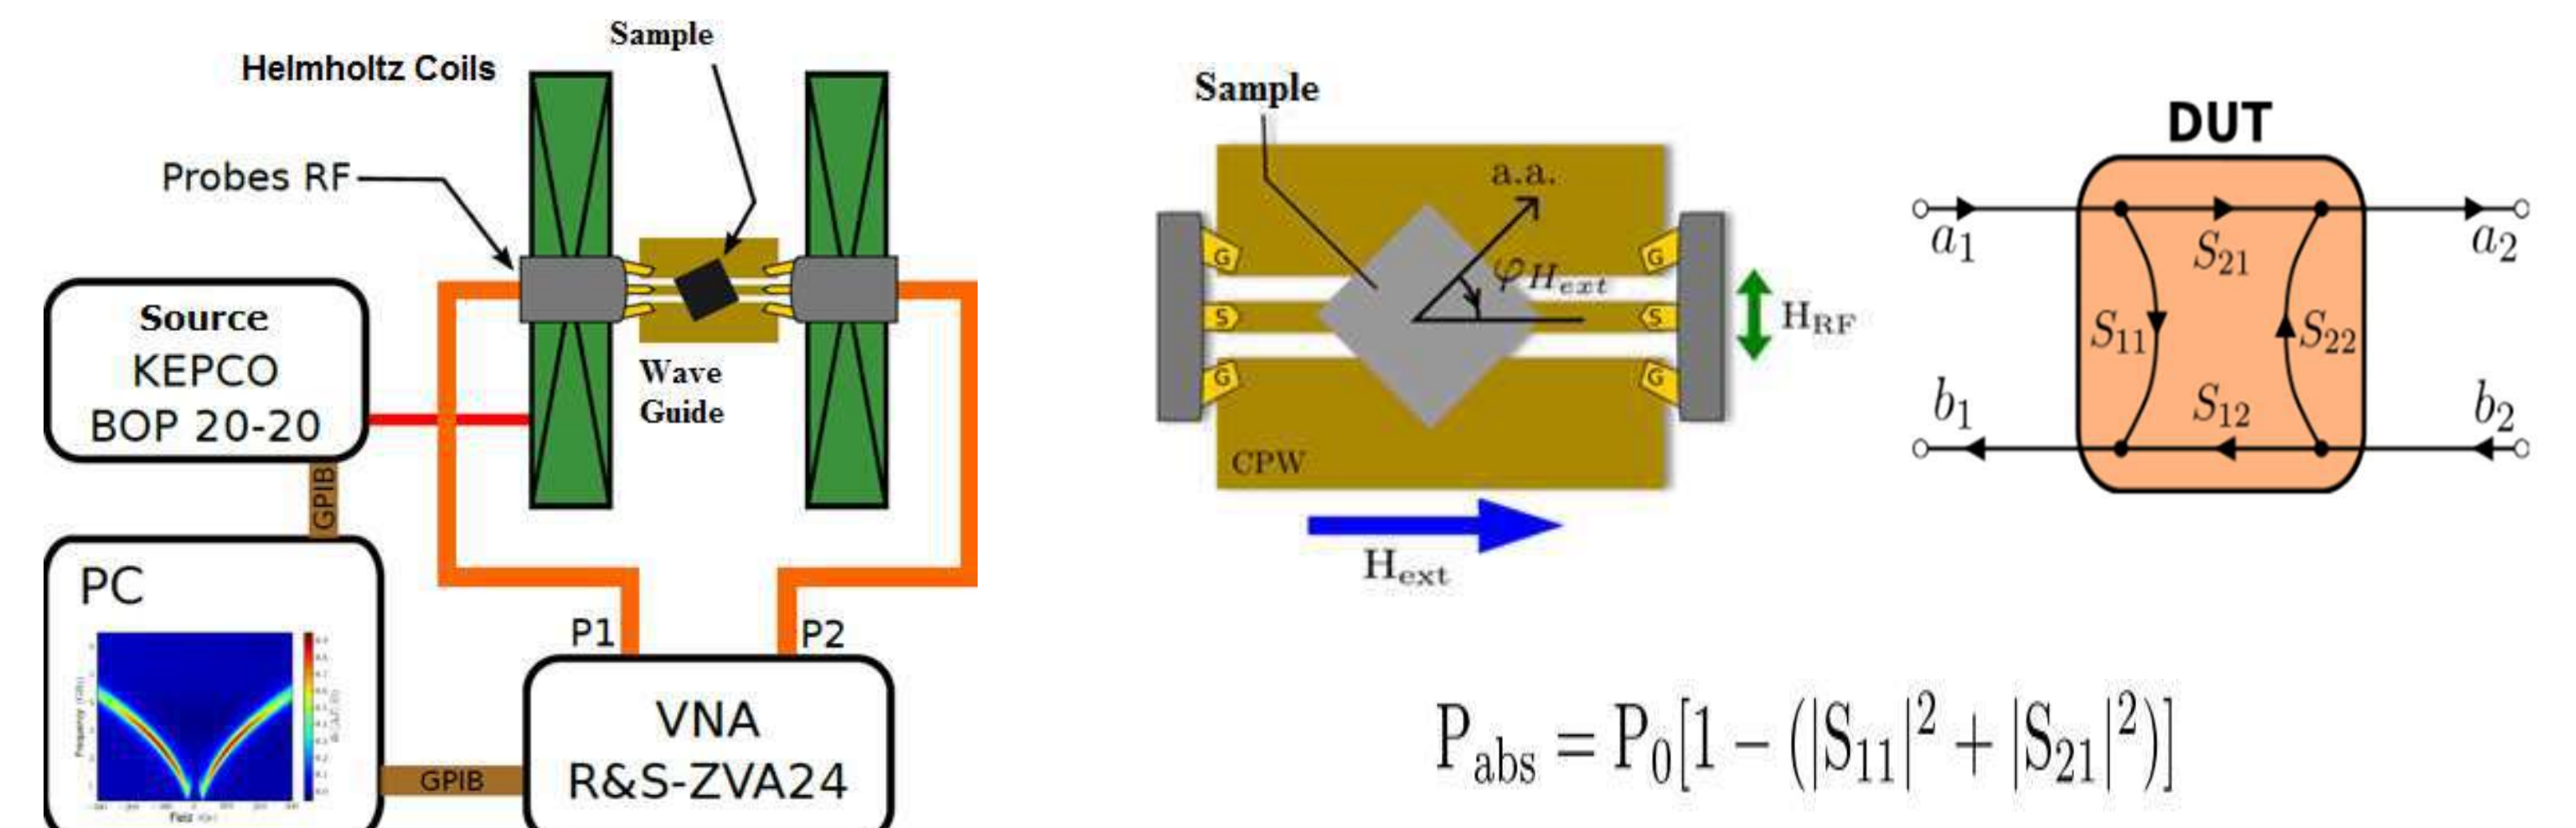 Sample
Helmholtz Coils
Probes RF
Source
KEPCO
BOP 20-20
Wave
Guide
GPIB
PC
P1
P2
GPIB
VNA
R&S-ZVA24
Sample
a.a.
φHext
G
S
G
G
S
G
CPW
HRF
Hext
DUT
a1
S21
a2
S11
S22
b1
S12
b2
Pabs = P0[1 − (|S11|² + |S21|²)]